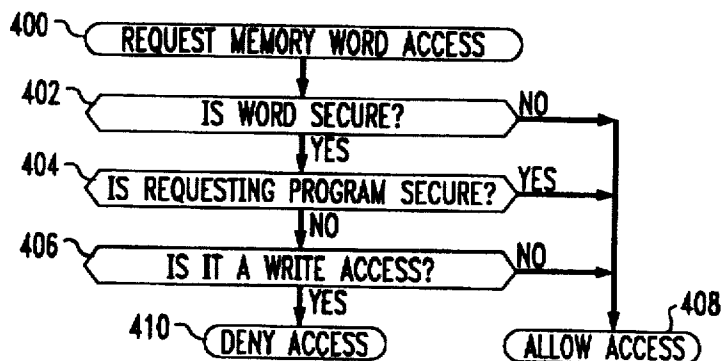 400
REQUEST MEMORY WORD ACCESS
402
IS WORD SECURE?
NO
YES
404
IS REQUESTING PROGRAM SECURE?
YES
NO
406
IS IT A WRITE ACCESS?
NO
YES
410
DENY ACCESS
408
ALLOW ACCESS